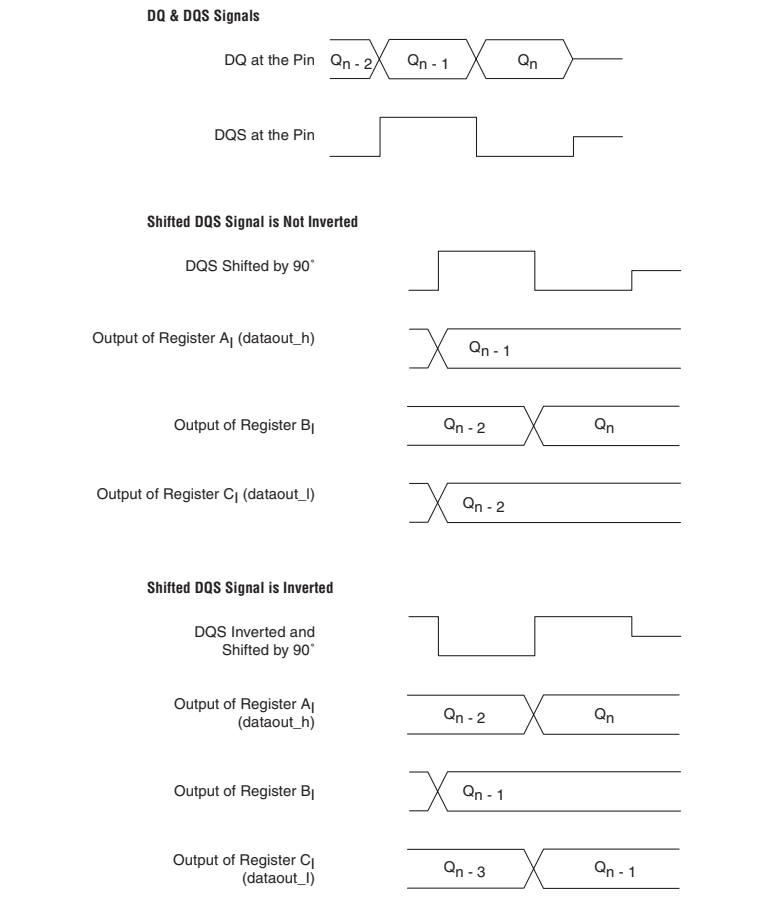 DQ & DQS Signals
DQ at the Pin
Qn - 2 Qn - 1 Qn
DQS at the Pin
Shifted DQS Signal is Not Inverted
DQS Shifted by 90˚
Output of Register AI (dataout_h)
Qn - 1
Output of Register BI
Qn - 2 Qn
Output of Register CI (dataout_l)
Qn - 2
Shifted DQS Signal is Inverted
DQS Inverted and
Shifted by 90˚
Output of Register AI
(dataout_h)
Qn - 2 Qn
Output of Register BI
Qn - 1
Output of Register CI
(dataout_l)
Qn - 3 Qn - 1